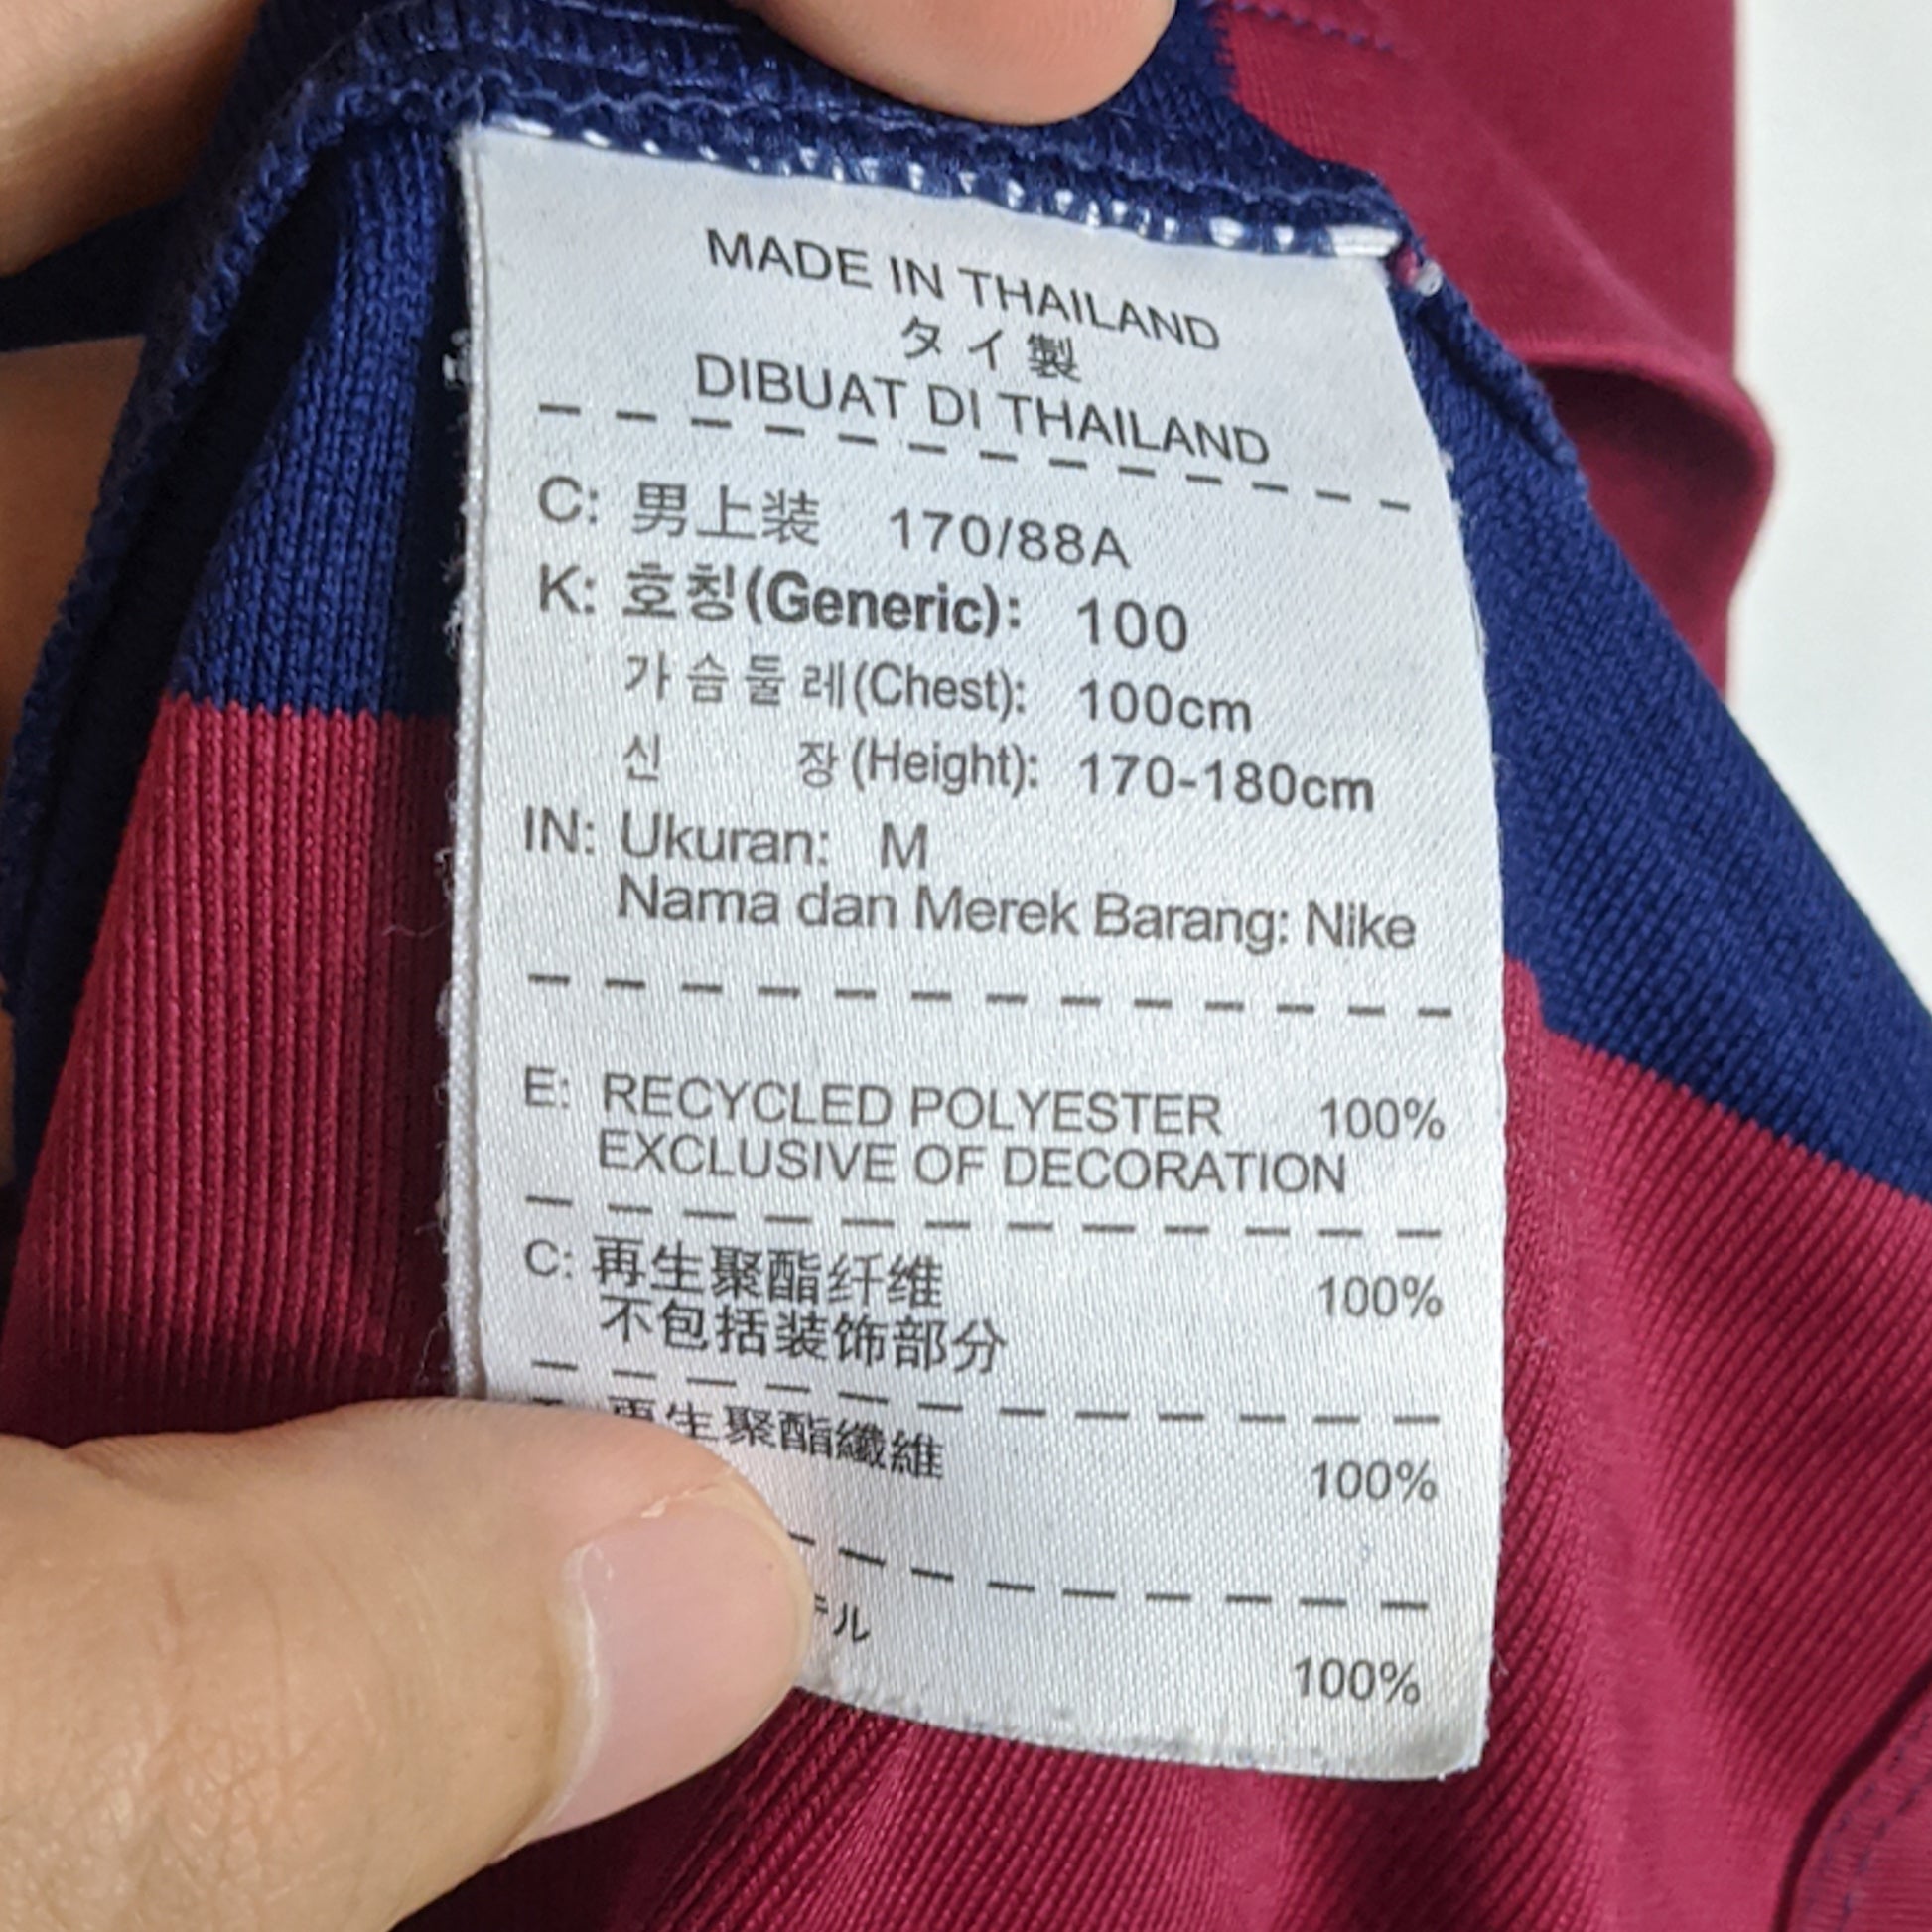 MADE IN THAILAND
タイ製
DIBUAT DI THAILAND
C: 男上装 170/88A
K: 호칭(Generic): 100
가슴둘레(Chest): 100cm
신 장(Height): 170-180cm
IN: Ukuran: M
Nama dan Merek Barang: Nike
E: RECYCLED POLYESTER 100%
EXCLUSIVE OF DECORATION
C: 再生聚酯纤维 100%
不包括装饰部分
再生聚酯纖維 100%
テル
100%